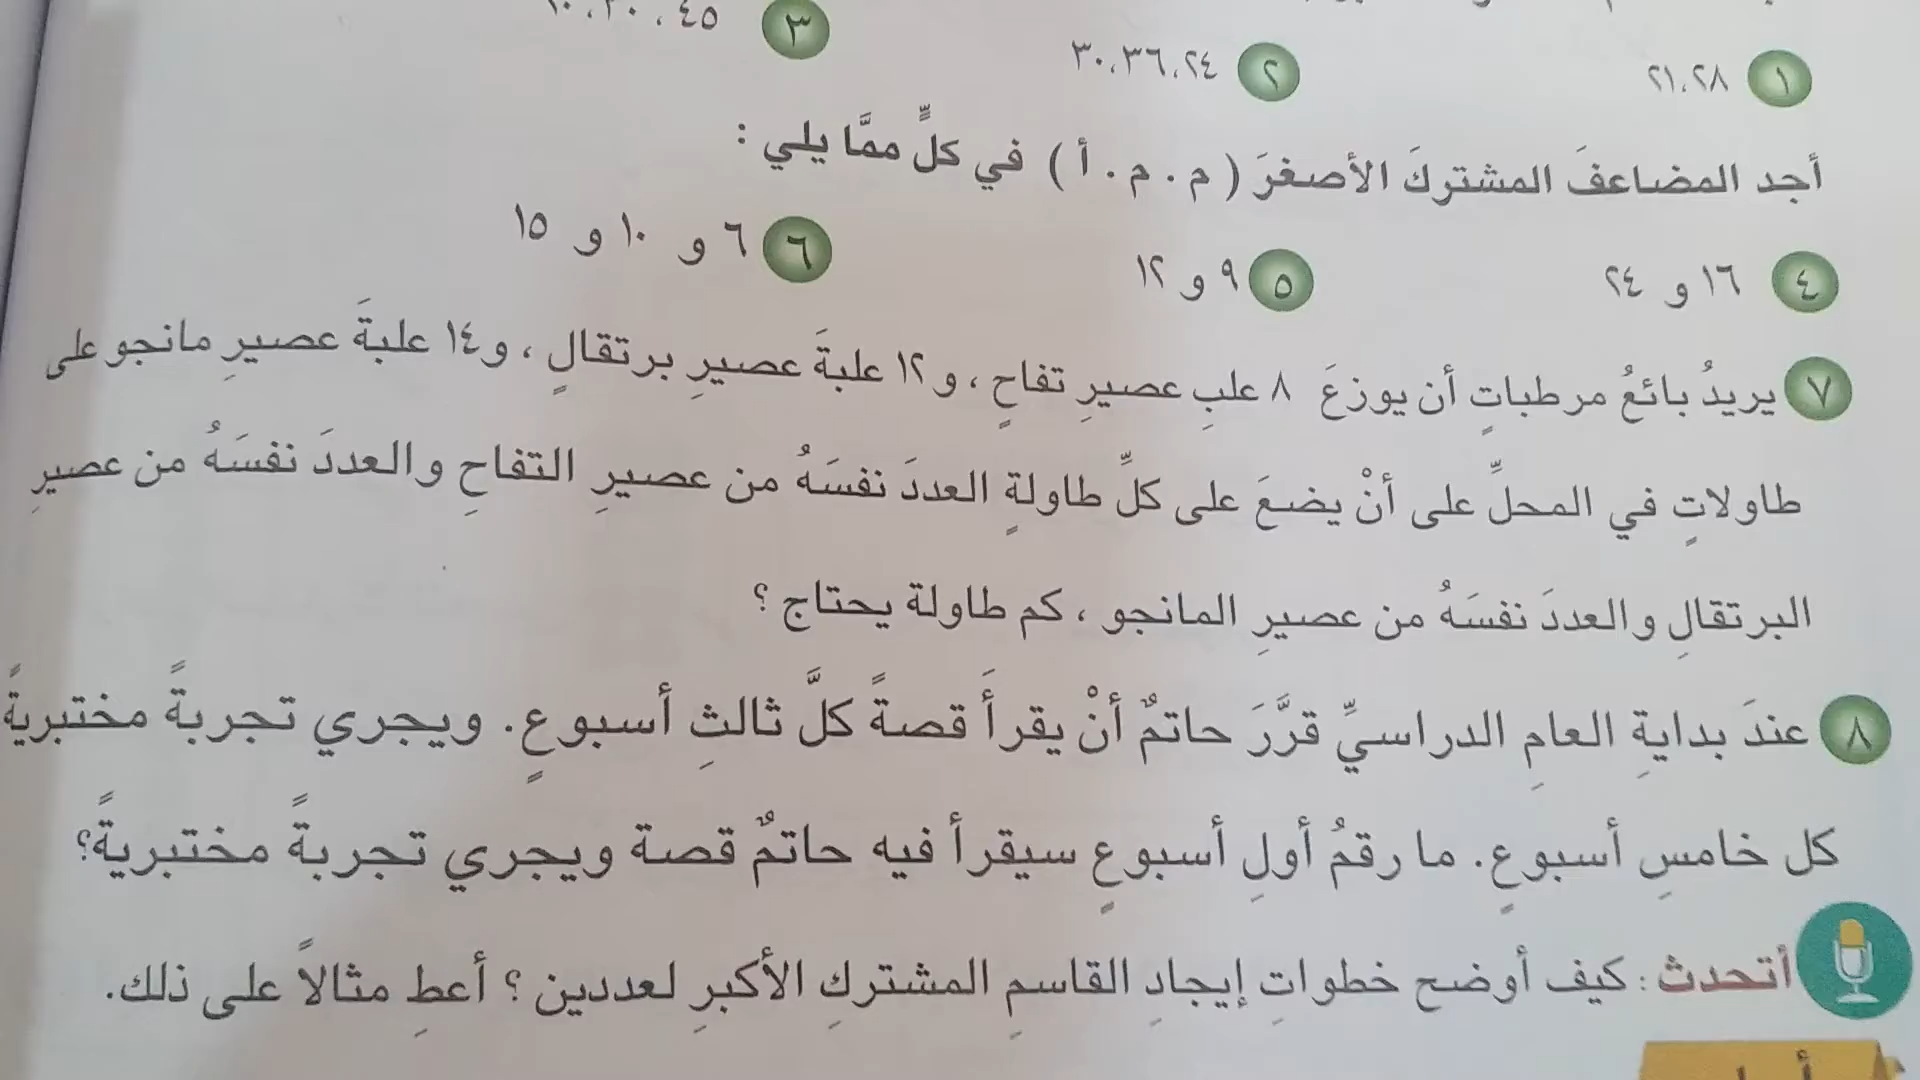 ٣ ٤٥ ، ٣٠ ،
١ ٢١،٢٨ ٢ ٣٠،٣٦،٢٤
أجد المضاعفَ المشتركَ الأصغرَ ( م . م . أ ) في كلٍّ ممَّا يلي :
٤ ١٦ و ٢٤ ٥ ٩ و ١٢ ٦ ٦ و ١٠ و ١٥
٧ يريدُ بائعُ مرطباتٍ أن يوزعَ ٨ علبِ عصيرِ تفاحٍ ، و ١٢ علبةَ عصيرِ برتقالٍ ، و١٤ علبةَ عصيرِ مانجو على
طاولاتٍ في المحلِّ على أنْ يضعَ على كلِّ طاولةٍ العددَ نفسَهُ من عصيرِ التفاحِ والعددَ نفسَهُ من عصيرِ
البرتقالِ والعددَ نفسَهُ من عصيرِ المانجو ، كم طاولة يحتاج ؟
٨ عندَ بدايةِ العامِ الدراسيِّ قرَّرَ حاتمٌ أنْ يقرأَ قصةً كلَّ ثالثِ أسبوعٍ. ويجري تجربةً مختبريةً
كل خامسِ أسبوعٍ. ما رقمُ أولِ أسبوعٍ سيقرأ فيه حاتمٌ قصة ويجري تجربةً مختبريةً؟
أتحدث : كيف أوضح خطواتِ إيجادِ القاسمِ المشتركِ الأكبرِ لعددين ؟ أعطِ مثالاً على ذلك.